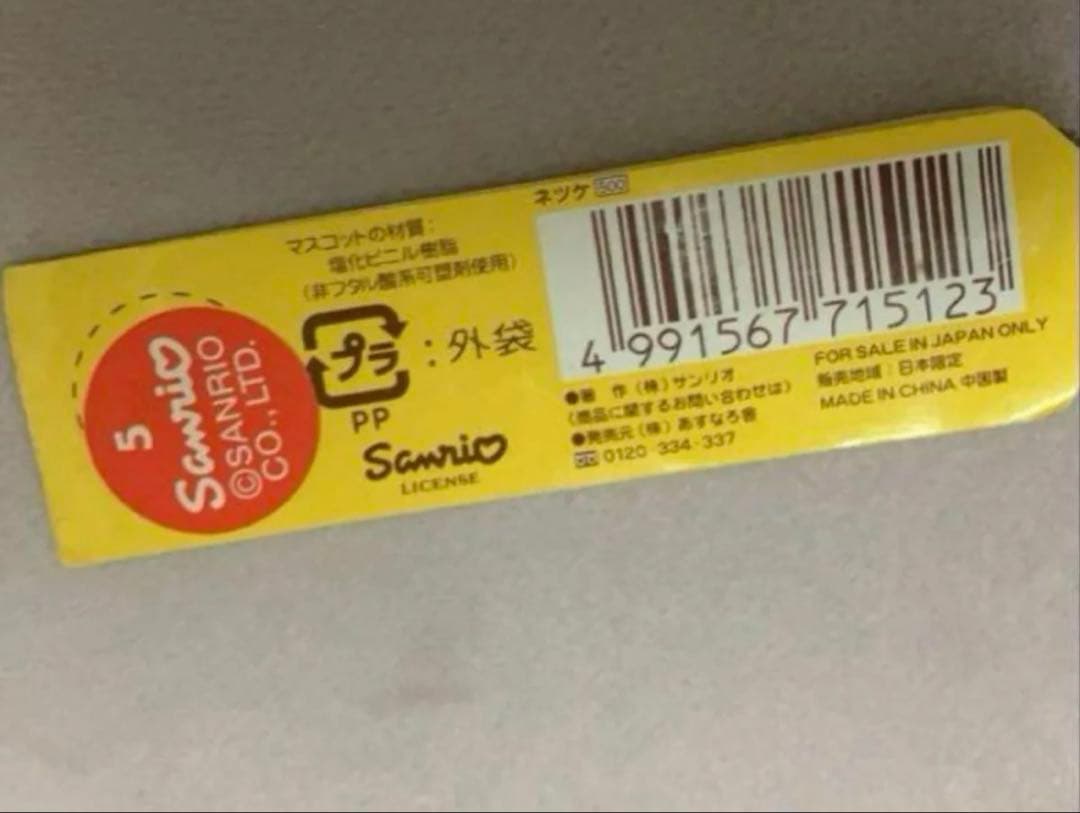 ネツケ 500
4 991567 715123
マスコットの材質:
塩化ビニル樹脂
(非フタル酸系可塑剤使用)
プラ : 外袋
PP
Sanrio
LICENSE
●著 作 (株) サンリオ
(商品に関するお問い合わせは)
●発売元 (株) あすなろ舎
0120-334-337
FOR SALE IN JAPAN ONLY
販売地域:日本限定
MADE IN CHINA 中国製
5
Sanrio
©SANRIO
CO., LTD.